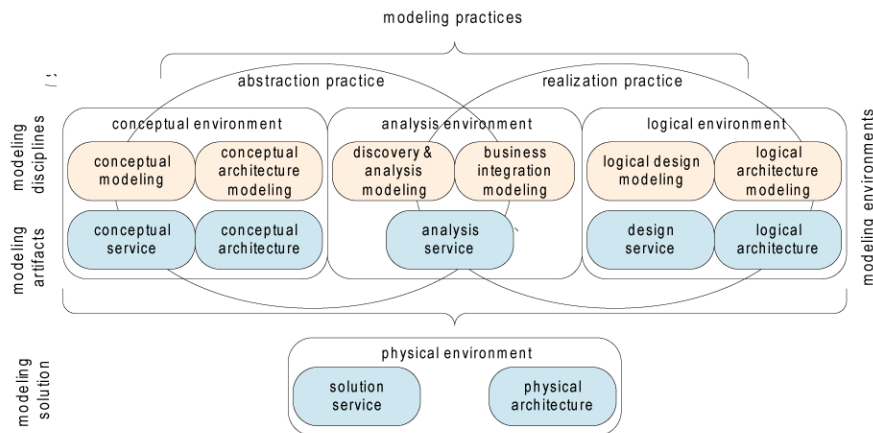 modeling practices
abstraction practice
realization practice
modeling
disciplines
conceptual environment
analysis environment
logical environment
conceptual
modeling
conceptual
architecture
modeling
discovery &
analysis
modeling
business
integration
modeling
logical design
modeling
logical
architecture
modeling
modeling environments
modeling
artifacts
conceptual
service
conceptual
architecture
analysis
service
design
service
logical
architecture
modeling
solution
physical environment
solution
service
physical
architecture